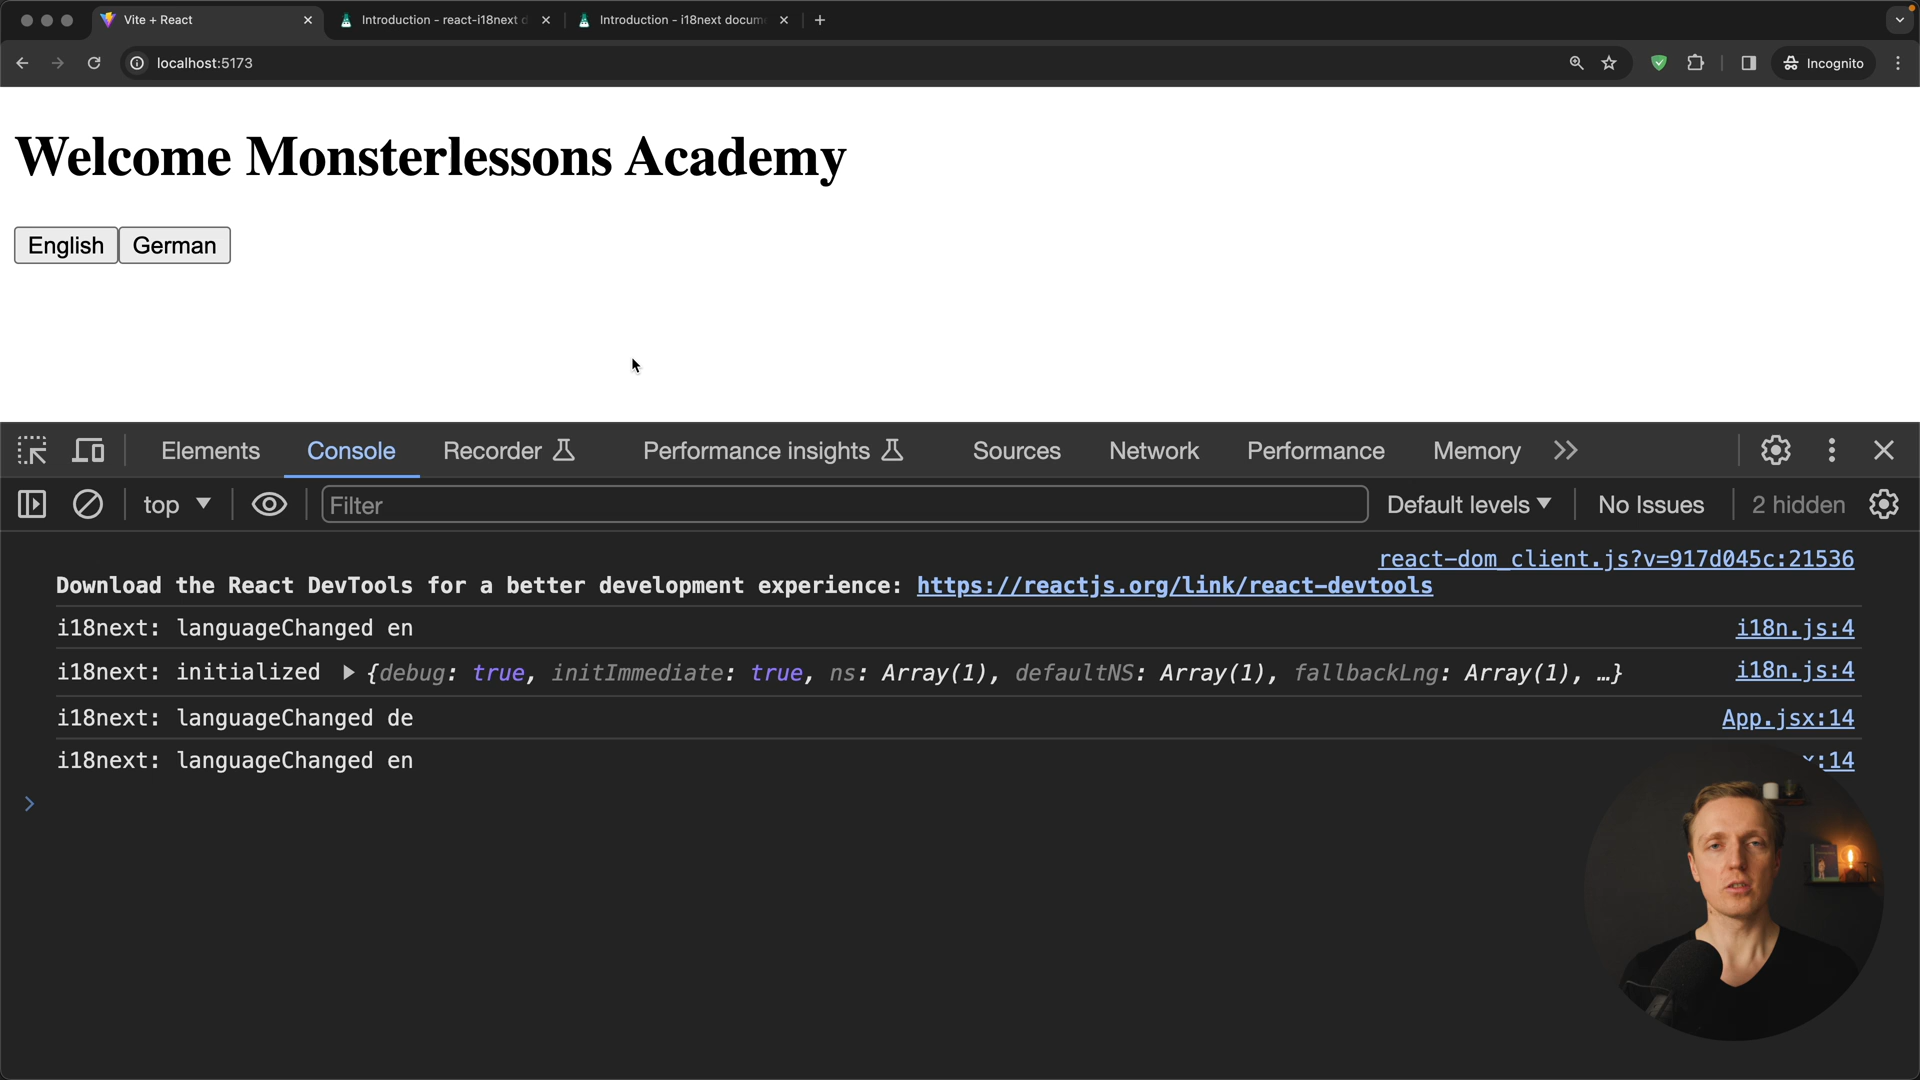 Vite + React
Introduction - react-i18next d
Introduction - i18next docum
localhost:5173
Incognito
Welcome Monsterlessons Academy
English
German
Elements
Console
Recorder
Performance insights
Sources
Network
Performance
Memory
top
Filter
Default levels
No Issues
2 hidden
react-dom_client.js?v=917d045c:21536
Download the React DevTools for a better development experience: https://reactjs.org/link/react-devtools
i18next: languageChanged en i18n.js:4
i18next: initialized {debug: true, initImmediate: true, ns: Array(1), defaultNS: Array(1), fallbackLng: Array(1), …} i18n.js:4
i18next: languageChanged de App.jsx:14
i18next: languageChanged en x:14